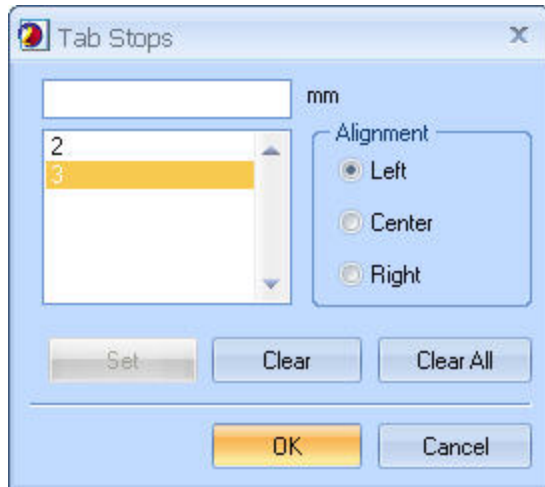 Tab Stops
mm
2
3
Alignment
Left
Center
Right
Set
Clear
Clear All
OK
Cancel